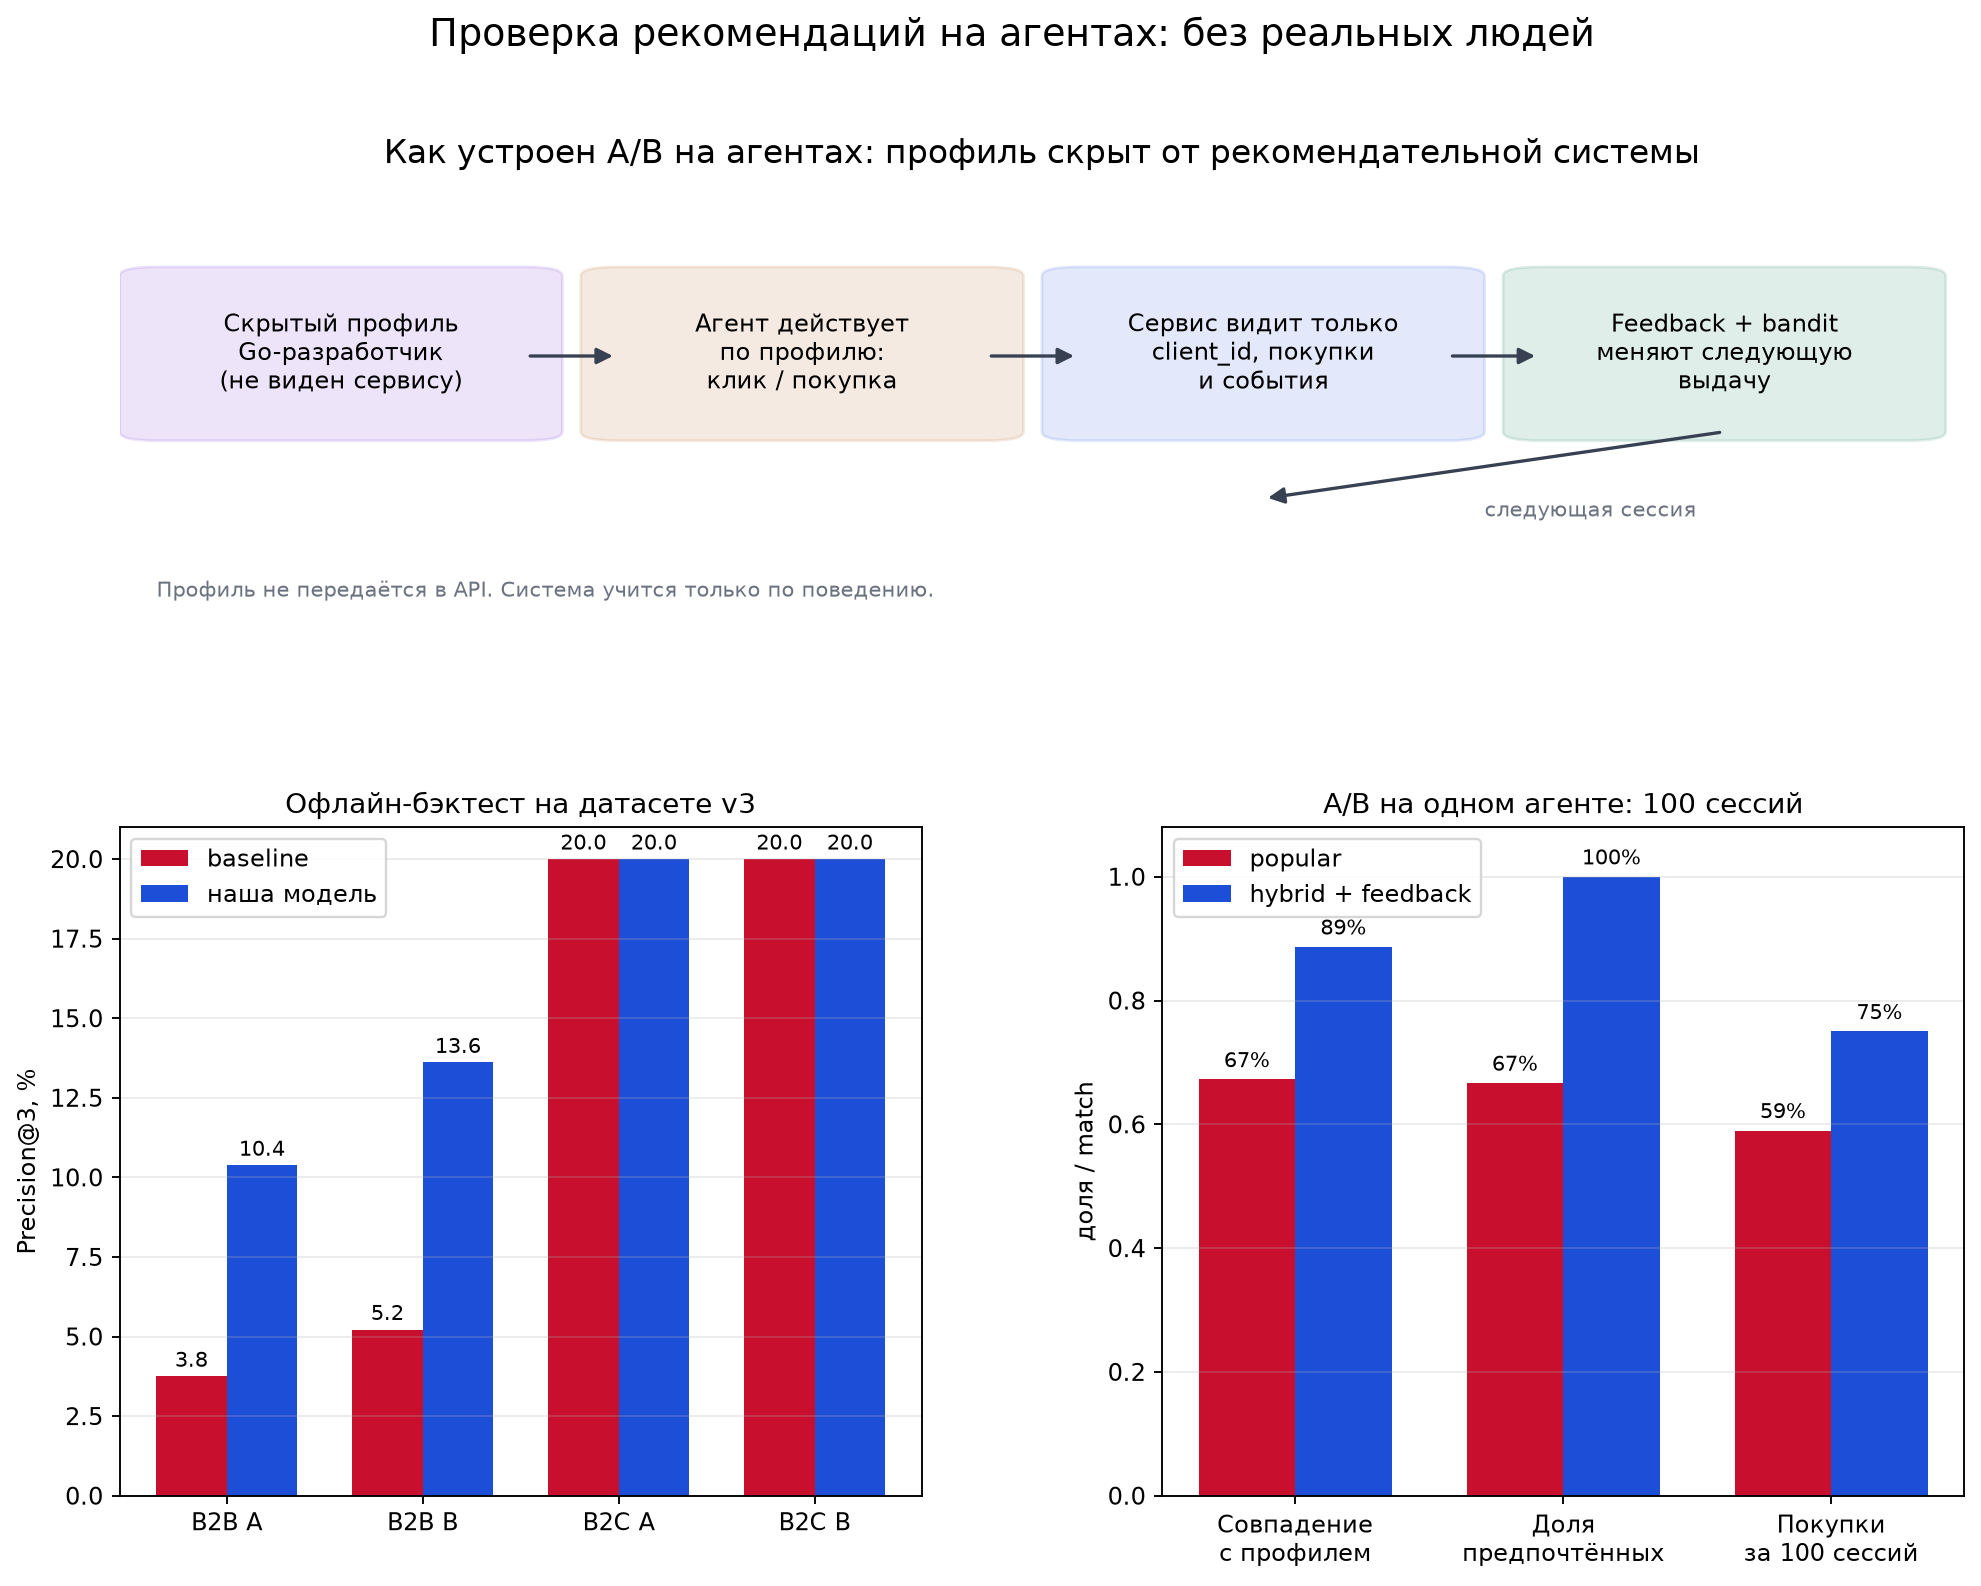 Проверка рекомендаций на агентах: без реальных людей
Как устроен A/B на агентах: профиль скрыт от рекомендательной системы
Скрытый профиль
Go-разработчик
(не виден сервису)
Агент действует
по профилю:
клик / покупка
Сервис видит только
client_id, покупки
и события
Feedback + bandit
меняют следующую
выдачу
следующая сессия
Профиль не передаётся в API. Система учится только по поведению.
Офлайн-бэктест на датасете v3
baseline
наша модель
Precision@3, %
20.0
17.5
15.0
12.5
10.0
7.5
5.0
2.5
0.0
3.8
10.4
5.2
13.6
20.0
20.0
20.0
20.0
B2B A
B2B B
B2C A
B2C B
A/B на одном агенте: 100 сессий
popular
hybrid + feedback
доля / match
1.0
0.8
0.6
0.4
0.2
0.0
67%
89%
67%
100%
59%
75%
Совпадение
с профилем
Доля
предпочтённых
Покупки
за 100 сессий